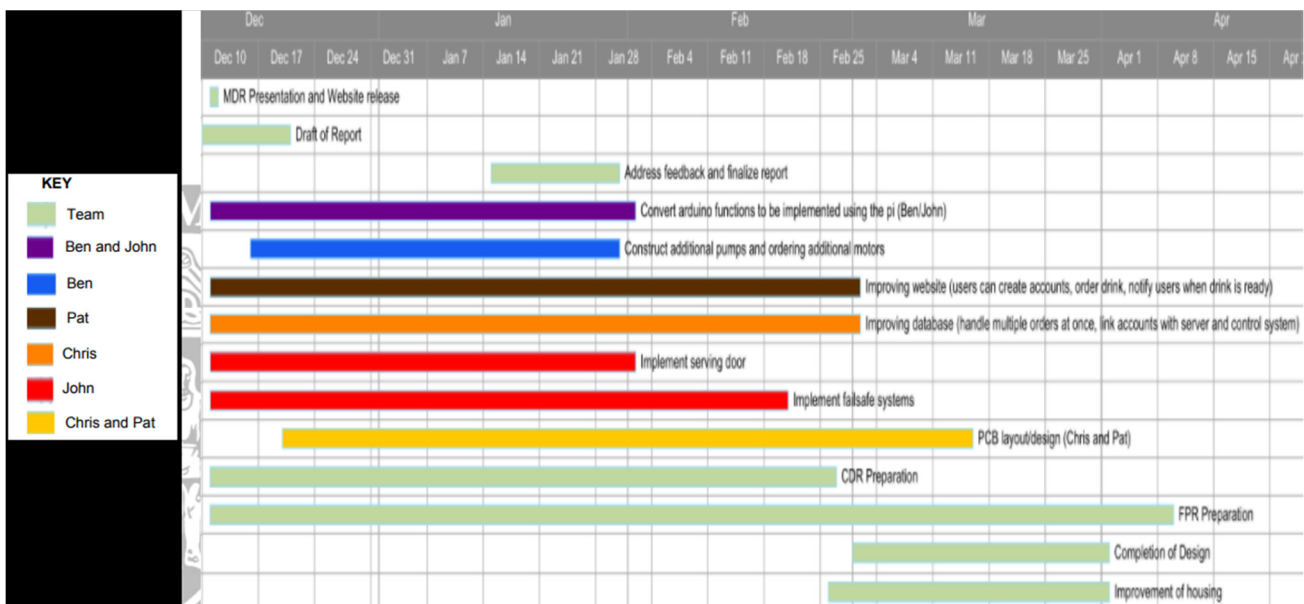 Dec Jan Feb Mar Apr
Dec 10 Dec 17 Dec 24 Dec 31 Jan 7 Jan 14 Jan 21 Jan 28 Feb 4 Feb 11 Feb 18 Feb 25 Mar 4 Mar 11 Mar 18 Mar 25 Apr 1 Apr 8 Apr 15 Apr
MDR Presentation and Website release
Draft of Report
Address feedback and finalize report
KEY
Team
Ben and John
Ben
Pat
Chris
John
Chris and Pat
Convert arduino functions to be implemented using the pi (Ben/John)
Construct additional pumps and ordering additional motors
Improving website (users can create accounts, order drink, notify users when drink is ready)
Improving database (handle multiple orders at once, link accounts with server and control system)
Implement serving door
Implement failsafe systems
PCB layout/design (Chris and Pat)
CDR Preparation
FPR Preparation
Completion of Design
Improvement of housing